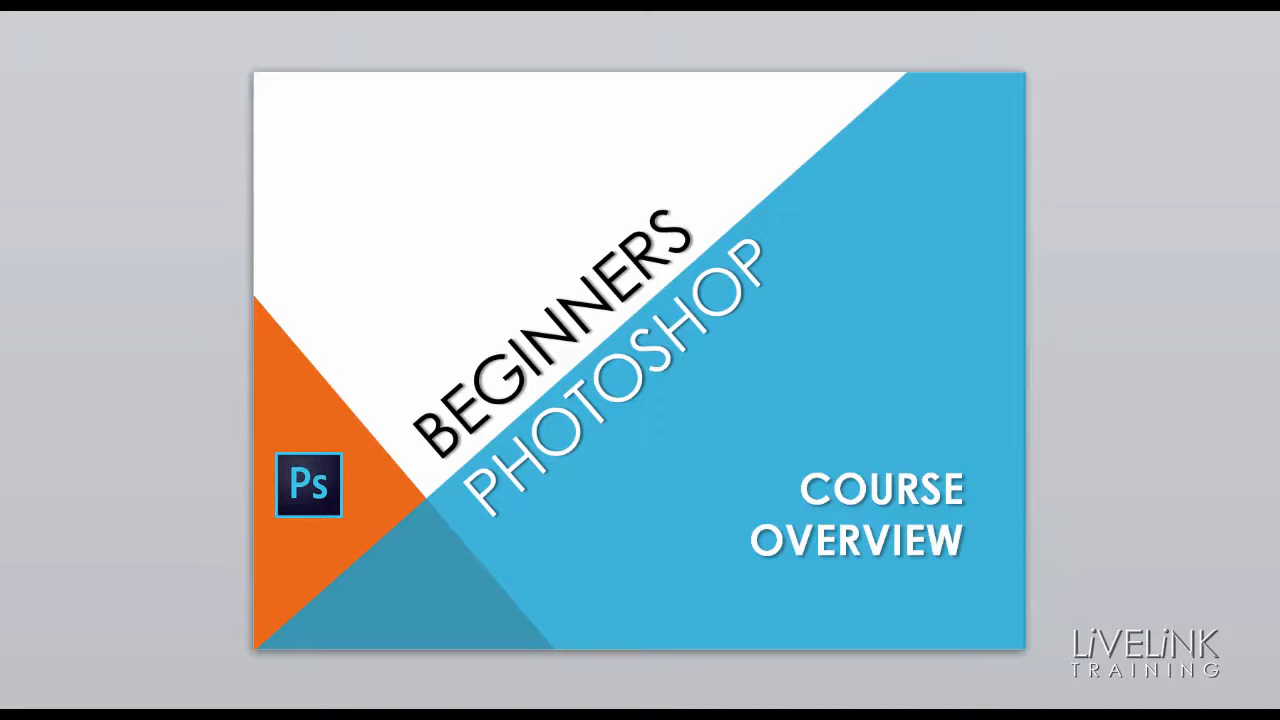 BEGINNERS
PHOTOSHOP
Ps
COURSE
OVERVIEW
LiVELiNK
TRAINING